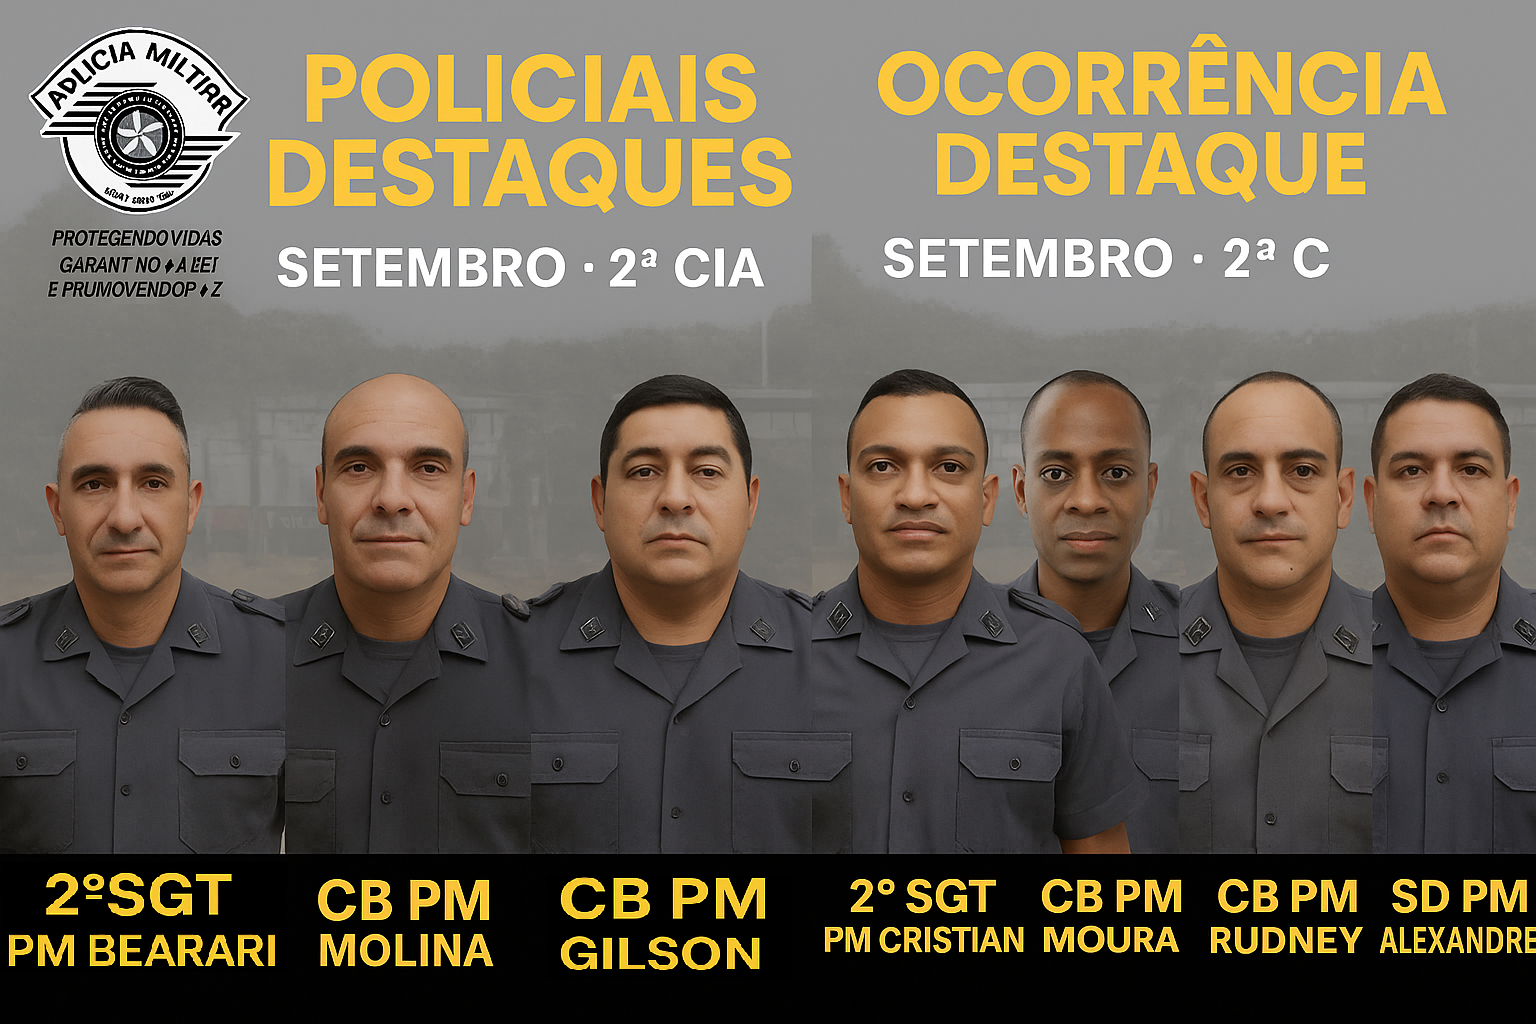 ADLICIA MILTIAR
PROTEGENDO VIDAS
GARANT NO ♦ A
E PRUMOVENDOP ♦ Z
POLICIAIS
DESTAQUES
SETEMBRO · 2ª CIA
OCORRÊNCIA
DESTAQUE
SETEMBRO · 2ª C
2ºSGT
PM BEARARI
CB PM
MOLINA
CB PM
GILSON
2º SGT
PM CRISTIAN
CB PM
MOURA
CB PM
RUDNEY
SD PM
ALEXANDRE